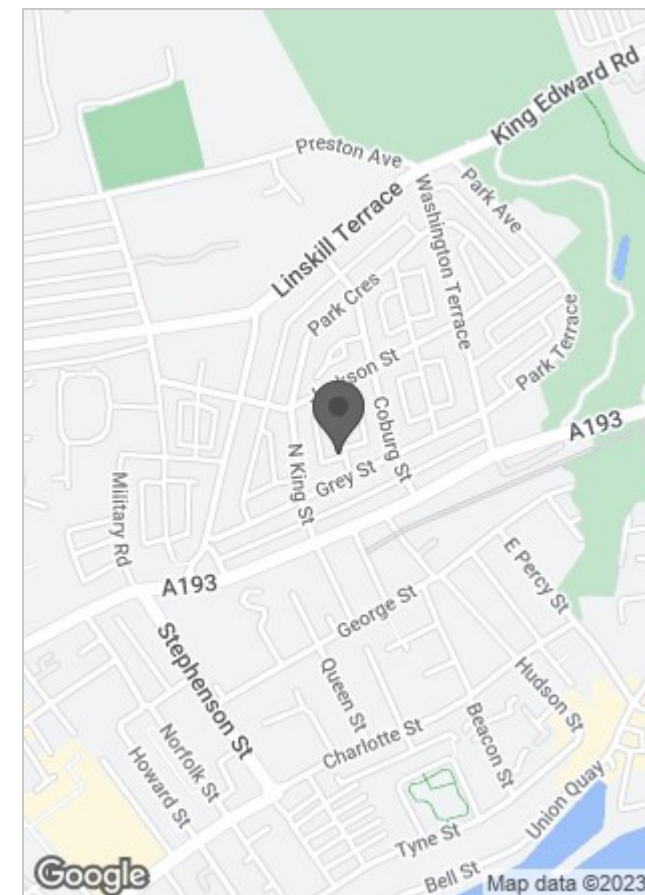 King Edward Rd
Preston Ave
Linskill Terrace
Washington Terrace
Park Ave
Park Cres
Park Terrace
Coburg St
A193
N King St
Grey St
Military Rd
A193
E Percy St
George St
Stephenson St
Queen St
Hudson St
Beacon St
Charlotte St
Norfolk St
Howard St
Union Quay
Tyne St
Bell St
Google
Map data ©2023